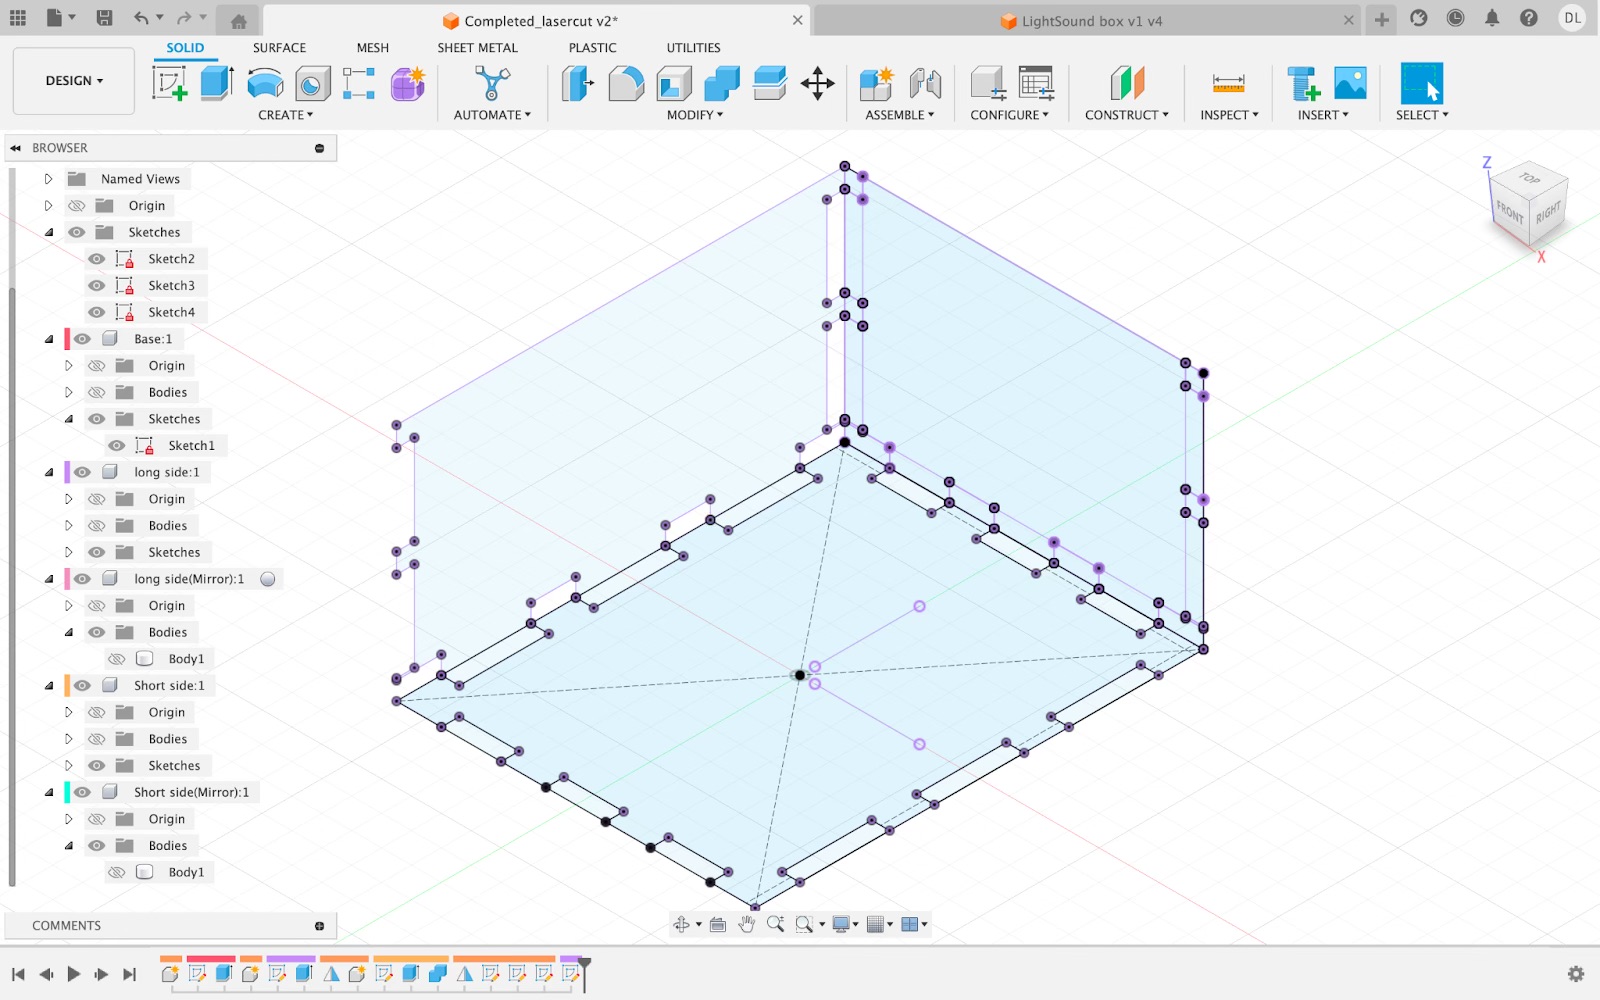 Completed_lasercut v2*
LightSound box v1 v4
DL
SOLID SURFACE MESH SHEET METAL PLASTIC UTILITIES
DESIGN
CREATE AUTOMATE MODIFY ASSEMBLE CONFIGURE CONSTRUCT INSPECT INSERT SELECT
BROWSER
Named Views
Origin
Sketches
Sketch2
Sketch3
Sketch4
Base:1
Origin
Bodies
Sketches
Sketch1
long side:1
Origin
Bodies
Sketches
long side(Mirror):1
Origin
Bodies
Body1
Short side:1
Origin
Bodies
Sketches
Short side(Mirror):1
Origin
Bodies
Body1
COMMENTS
Z
TOP
FRONT RIGHT
X